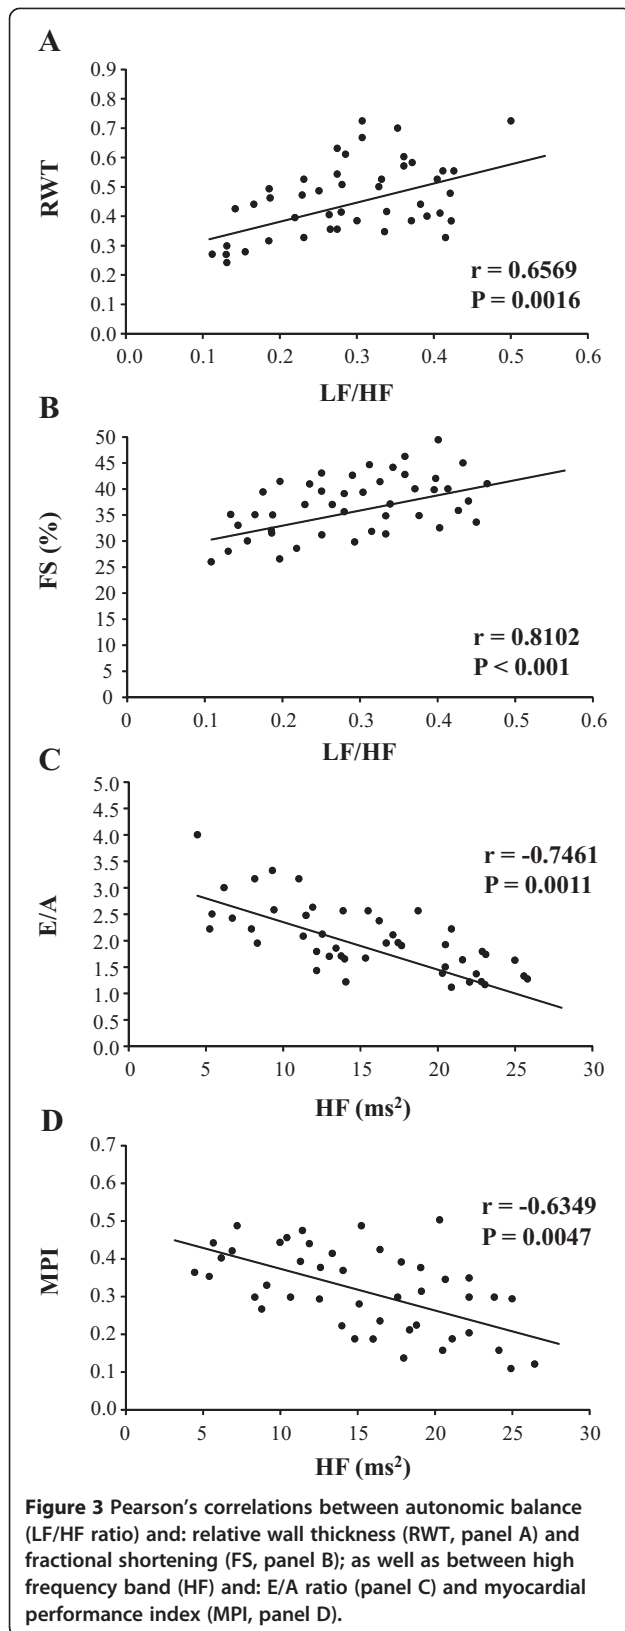 A
0.9
0.8
0.7
0.6
0.5
0.4
0.3
0.2
0.1
0.0
RWT
r = 0.6569
P = 0.0016
0.0 0.1 0.2 0.3 0.4 0.5 0.6
LF/HF
B
50
45
40
35
30
25
20
15
10
5
0
FS (%)
r = 0.8102
P < 0.001
0 0.1 0.2 0.3 0.4 0.5 0.6
LF/HF
C
5.0
4.5
4.0
3.5
3.0
2.5
2.0
1.5
1.0
0.5
0.0
E/A
r = -0.7461
P = 0.0011
0 5 10 15 20 25 30
HF (ms²)
D
0.7
0.6
0.5
0.4
0.3
0.2
0.1
0.0
MPI
r = -0.6349
P = 0.0047
0 5 10 15 20 25 30
HF (ms²)
Figure 3 Pearson's correlations between autonomic balance
(LF/HF ratio) and: relative wall thickness (RWT, panel A) and
fractional shortening (FS, panel B); as well as between high
frequency band (HF) and: E/A ratio (panel C) and myocardial
performance index (MPI, panel D).